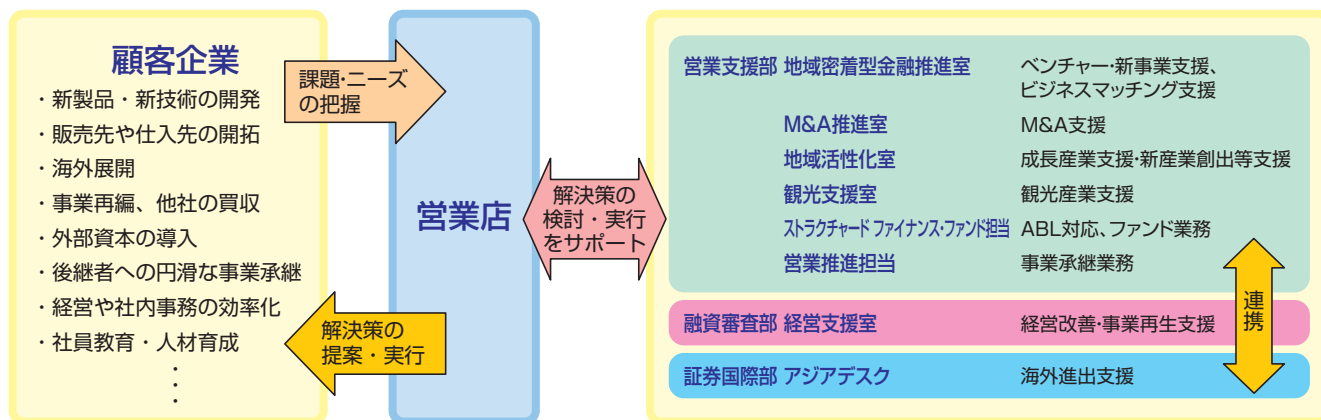 顧客企業
・新製品・新技術の開発
・販売先や仕入先の開拓
・海外展開
・事業再編、他社の買収
・外部資本の導入
・後継者への円滑な事業承継
・経営や社内事務の効率化
・社員教育・人材育成
・
・
・
課題・ニーズ
の把握
解決策の
提案・実行
営業店
解決策の
検討・実行
をサポート
営業支援部 地域密着型金融推進室 ベンチャー・新事業支援、
ビジネスマッチング支援
M&A推進室 M&A支援
地域活性化室 成長産業支援・新産業創出等支援
観光支援室 観光産業支援
ストラクチャード ファイナンス・ファンド担当 ABL対応、ファンド業務
営業推進担当 事業承継業務
融資審査部 経営支援室 経営改善・事業再生支援
証券国際部 アジアデスク 海外進出支援
連携